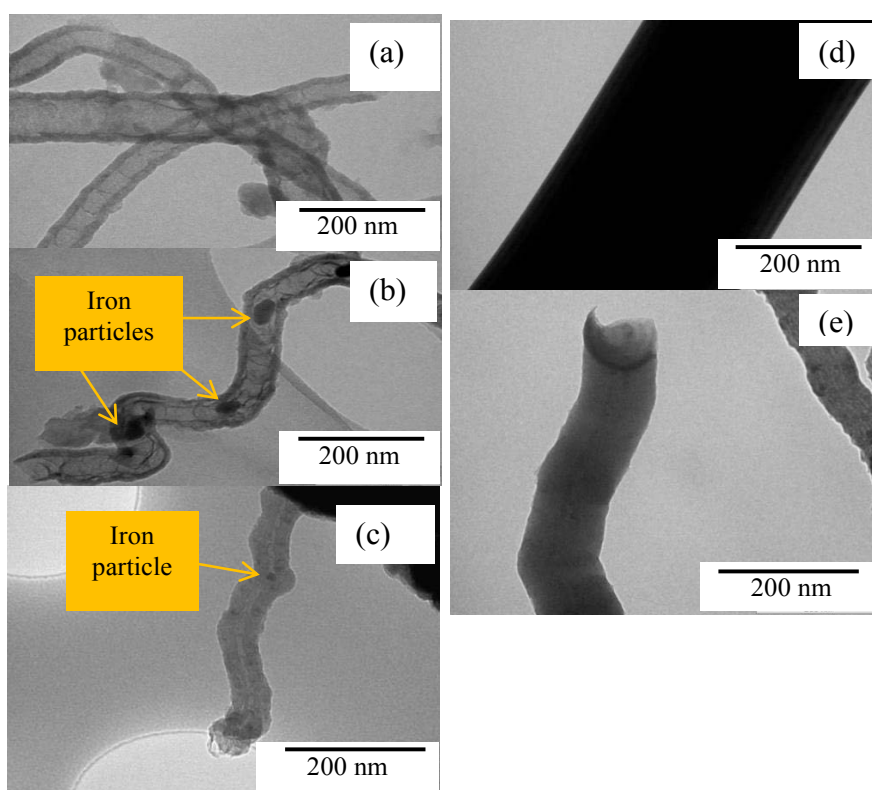 (a)
200 nm
Iron
particles
(b)
200 nm
Iron
particle
(c)
200 nm
(d)
200 nm
(e)
200 nm